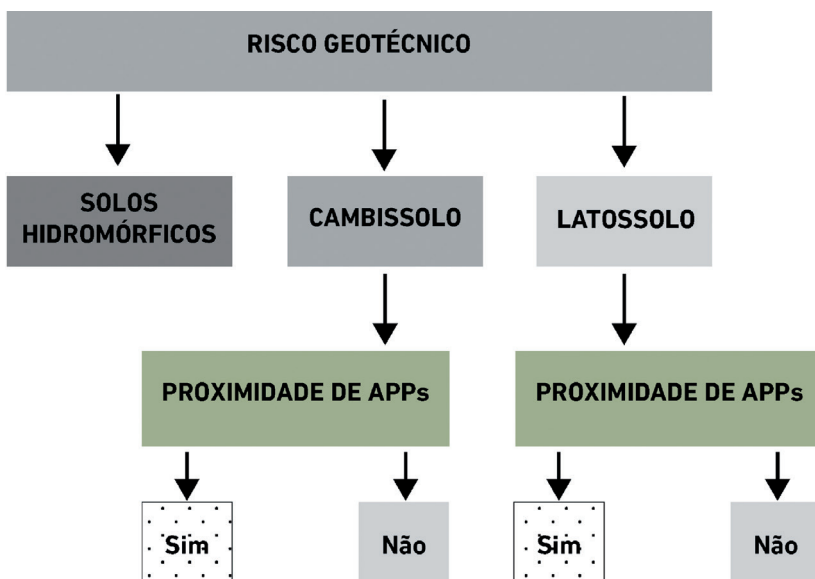 RISCO GEOTÉCNICO
SOLOS
HIDROMÓRFICOS
CAMBISSOLO
LATOSSOLO
PROXIMIDADE DE APPs
PROXIMIDADE DE APPs
Sim
Não
Sim
Não